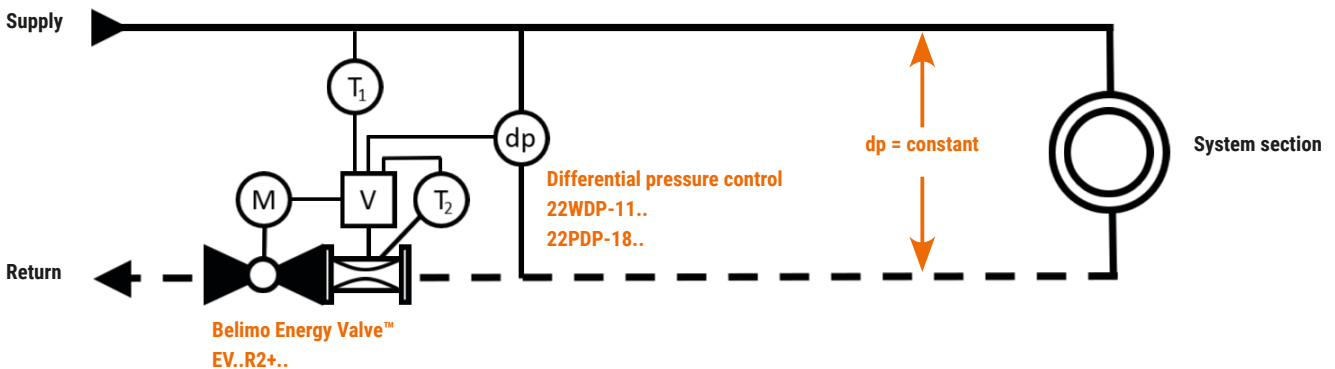 Supply
T1
dp
dp = constant
System section
Differential pressure control
22WDP-11..
22PDP-18..
M
V
T2
Return
Belimo Energy Valve™
EV..R2+..